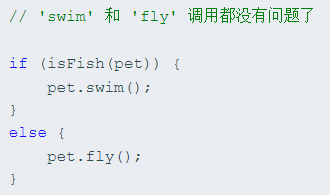 // 'swim' 和 'fly' 调用都没有问题了
if (isFish(pet)) {
    pet.swim();
}
else {
    pet.fly();
}